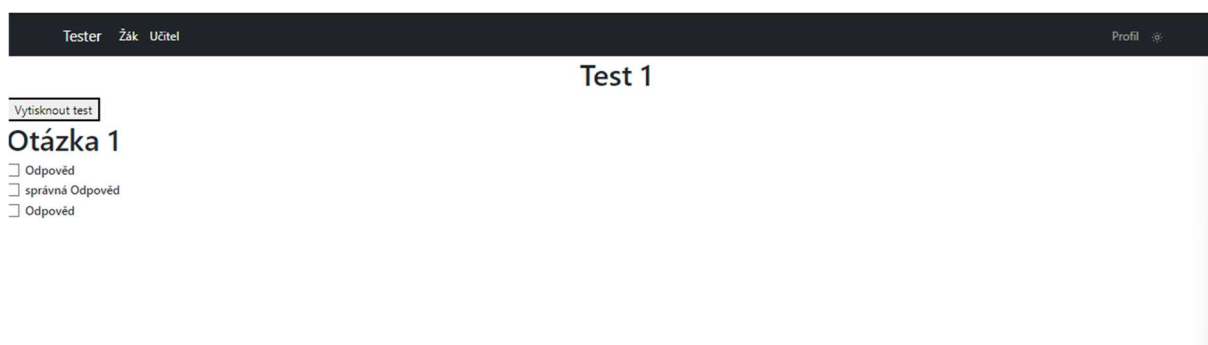 Tester Žák Učitel Profil
Test 1
Vytisknout test
Otázka 1
Odpověd
správná Odpověd
Odpověd